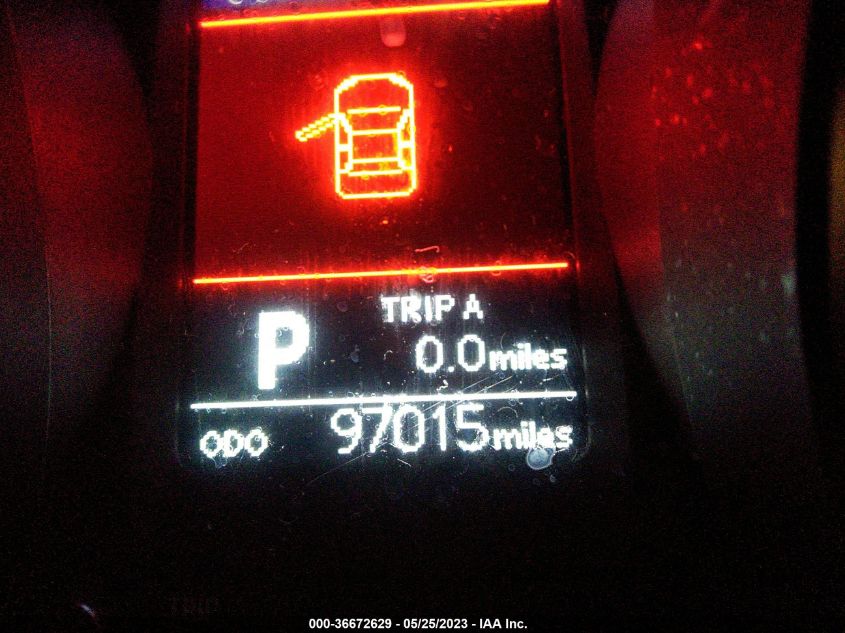 P
TRIP A
0.0miles
ODO 97015miles
000-36672629 - 05/25/2023 - IAA Inc.